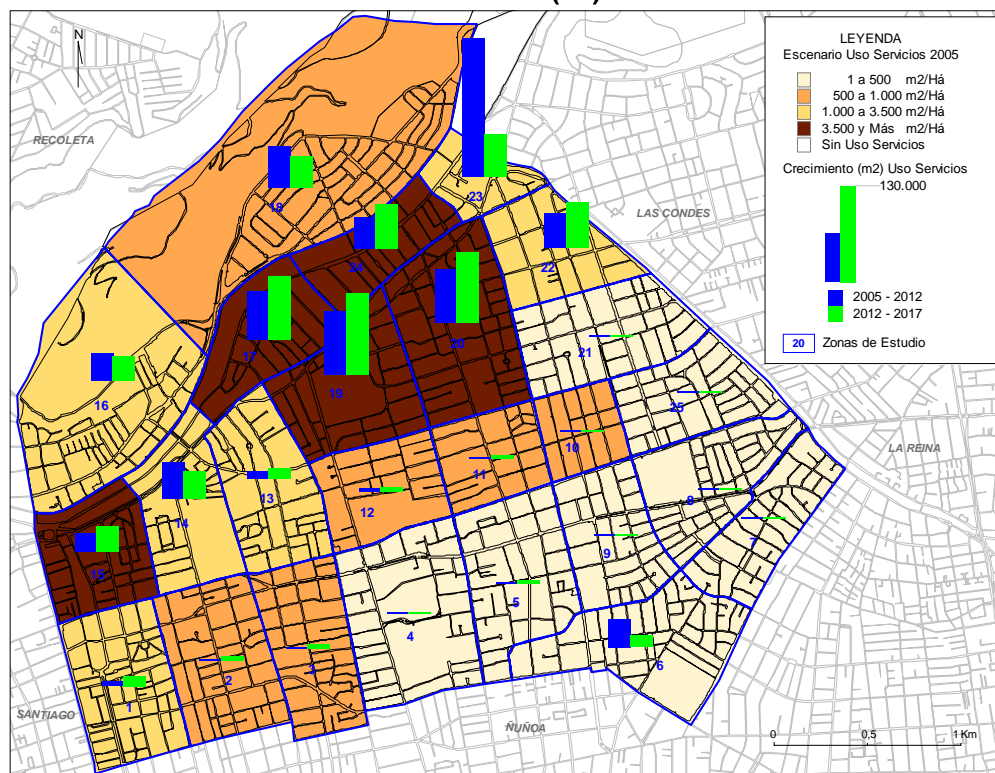 N
LEYENDA
Escenario Uso Servicios 2005
1 a 500 m2/Há
500 a 1.000 m2/Há
1.000 a 3.500 m2/Há
3.500 y Más m2/Há
Sin Uso Servicios
Crecimiento (m2) Uso Servicios
130.000
2005 - 2012
2012 - 2017
20 Zonas de Estudio
RECOLETA
LAS CONDES
18
23
22
24
17
20
19
21
16
25
10
11
LA REINA
13
12
14
8
7
9
15
5
4
6
3
2
1
SANTIAGO
ÑUÑOA
0 0,5 1 Km